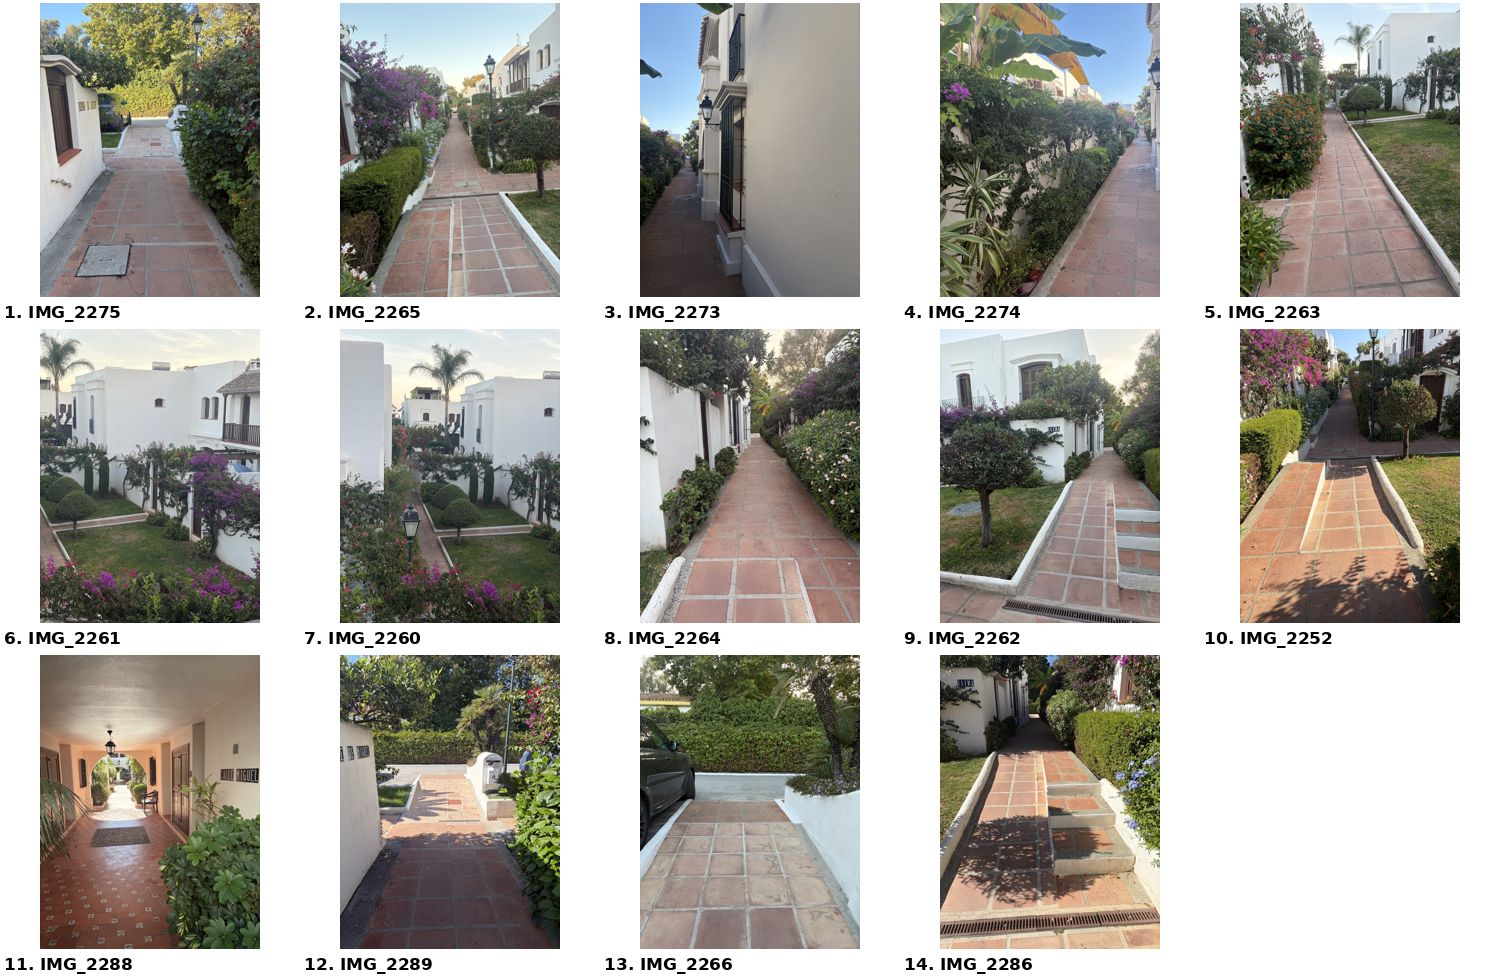 1. IMG_2275
2. IMG_2265
3. IMG_2273
4. IMG_2274
5. IMG_2263
6. IMG_2261
7. IMG_2260
8. IMG_2264
9. IMG_2262
10. IMG_2252
MIGUEL
11. IMG_2288
12. IMG_2289
13. IMG_2266
14. IMG_2286